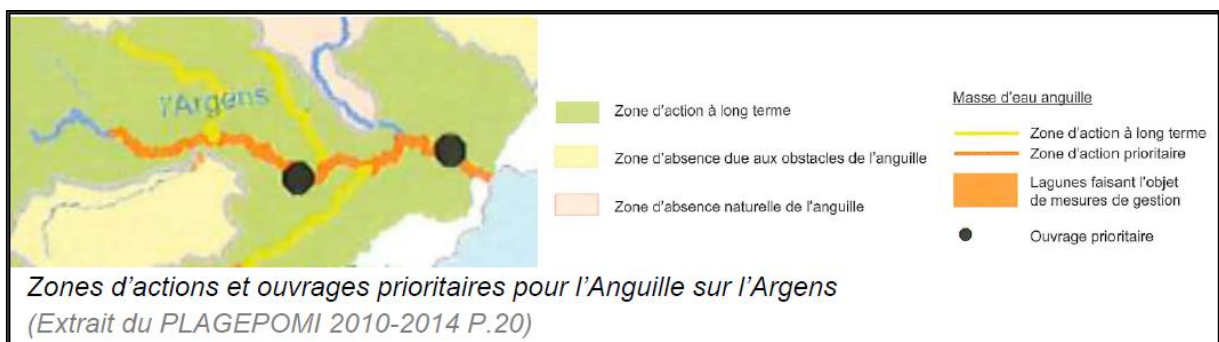 l'Argens
Zone d'action à long terme
Zone d'absence due aux obstacles de l'anguille
Zone d'absence naturelle de l'anguille
Masse d'eau anguille
Zone d'action à long terme
Zone d'action prioritaire
Lagunes faisant l'objet
de mesures de gestion
Ouvrage prioritaire
Zones d'actions et ouvrages prioritaires pour l'Anguille sur l'Argens
(Extrait du PLAGEPOMI 2010-2014 P.20)